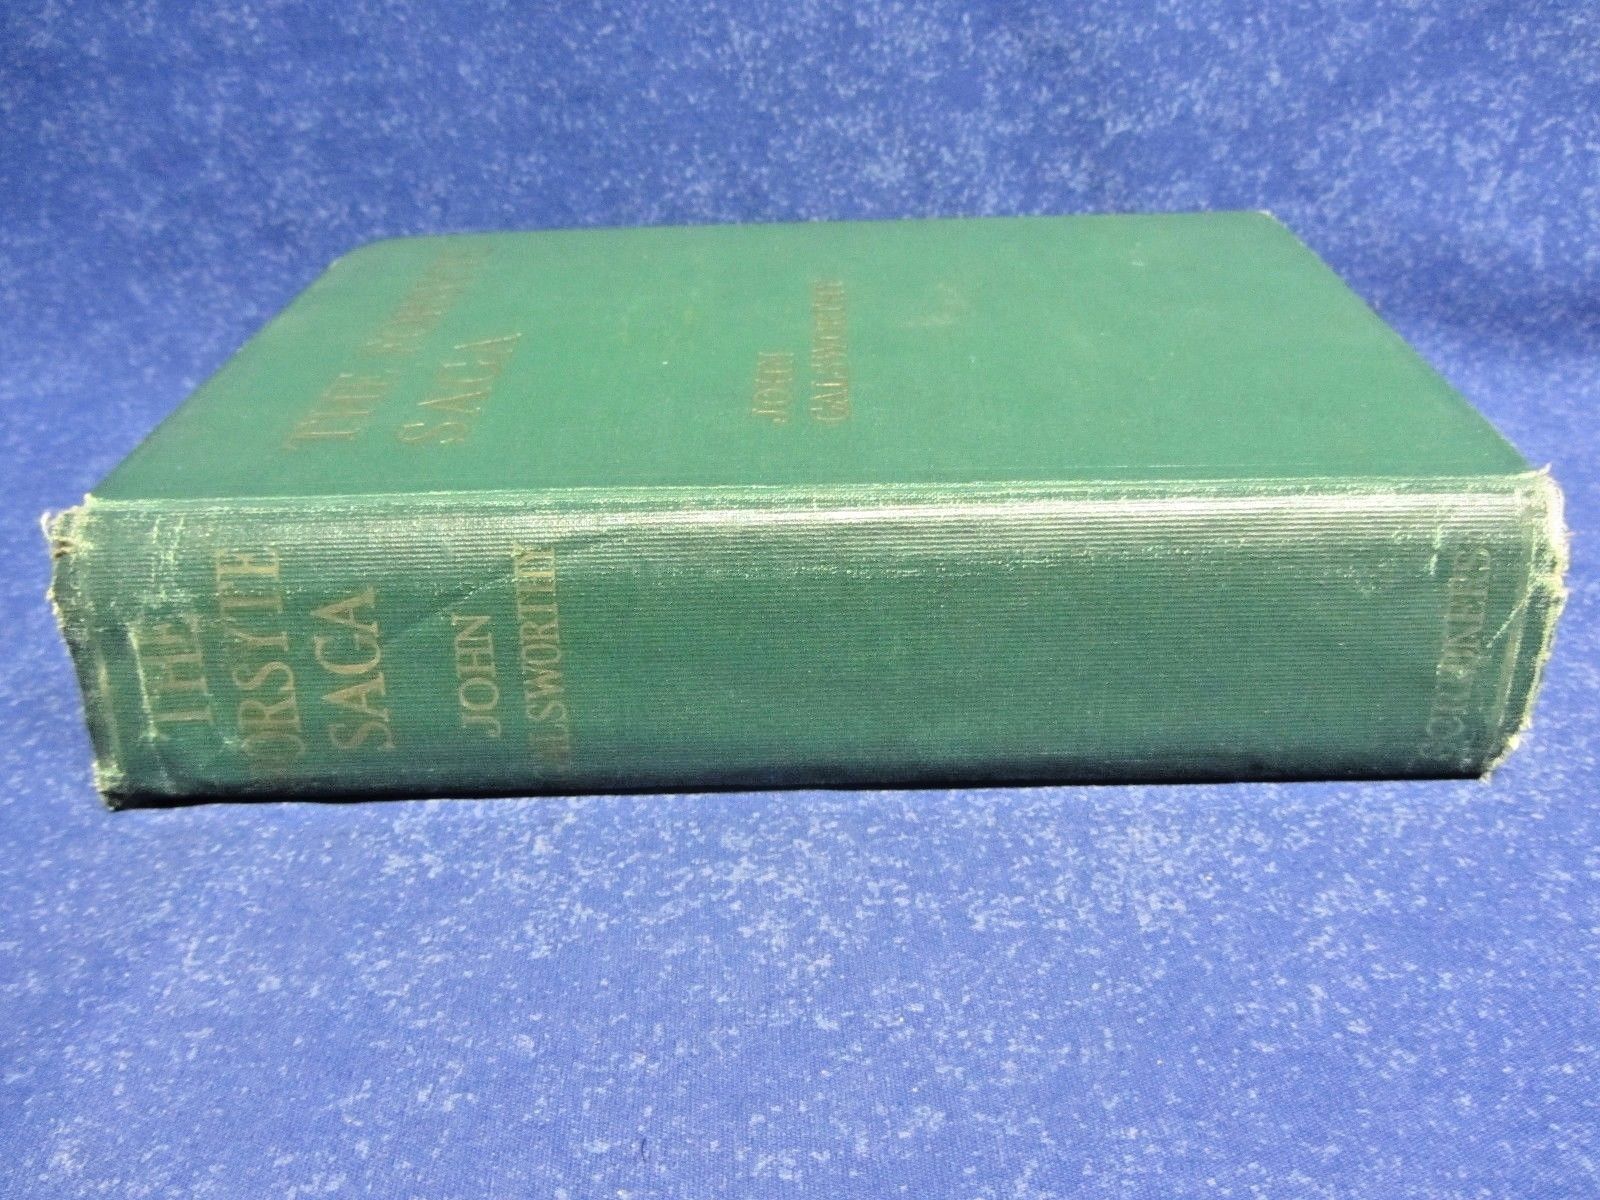 THE FORSYTE
SAGA
JOHN
GALSWORTHY
THE
FORSYTE
SAGA
JOHN
GALSWORTHY
SCRIBNERS